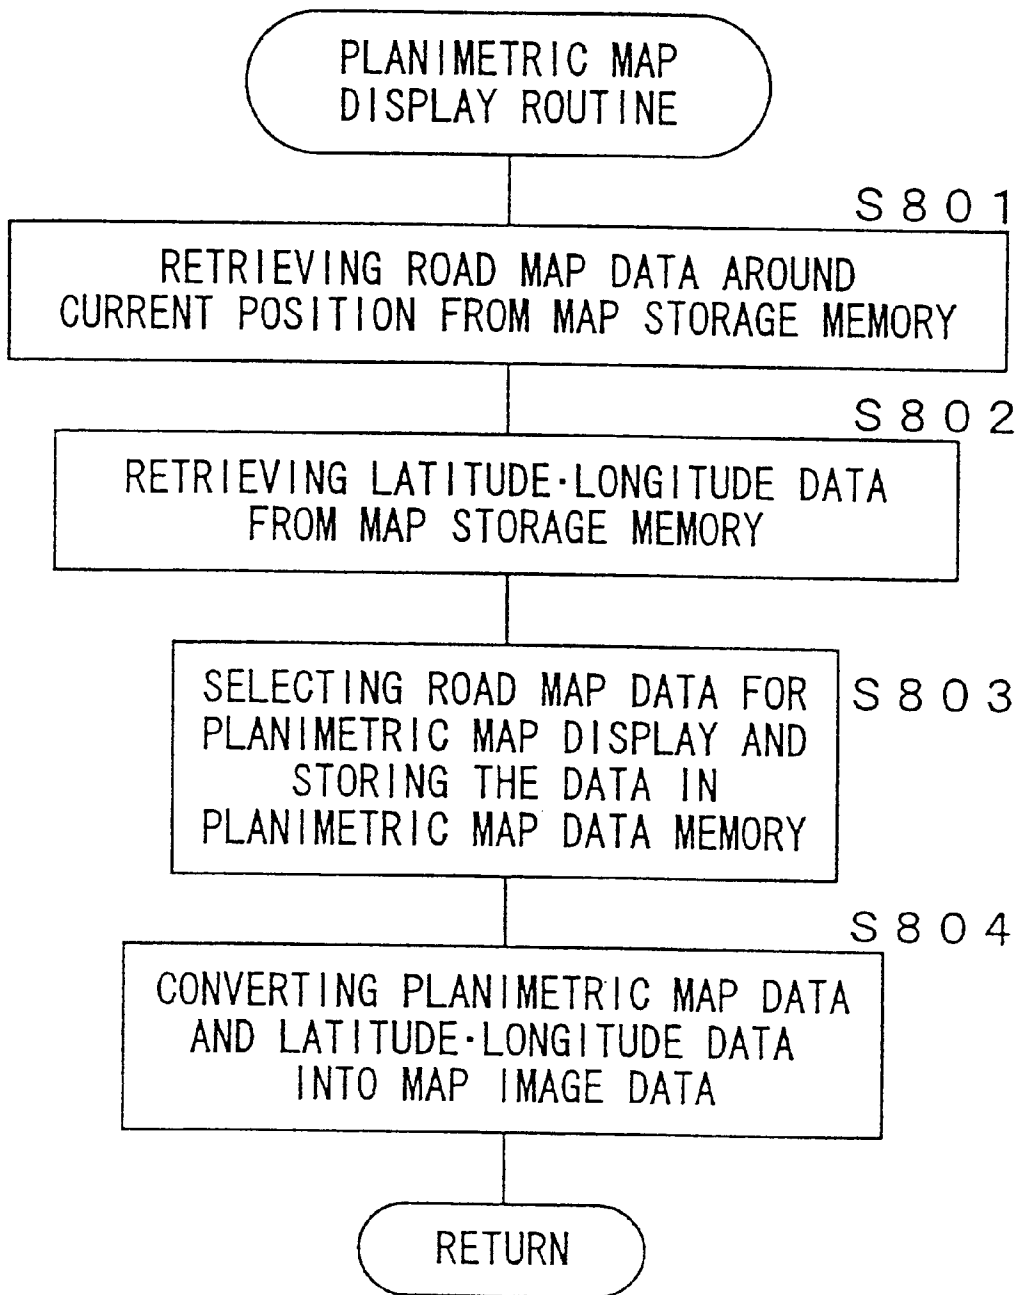 PLANIMETRIC MAP
DISPLAY ROUTINE
S801
RETRIEVING ROAD MAP DATA AROUND
CURRENT POSITION FROM MAP STORAGE MEMORY
S802
RETRIEVING LATITUDE·LONGITUDE DATA
FROM MAP STORAGE MEMORY
S803
SELECTING ROAD MAP DATA FOR
PLANIMETRIC MAP DISPLAY AND
STORING THE DATA IN
PLANIMETRIC MAP DATA MEMORY
S804
CONVERTING PLANIMETRIC MAP DATA
AND LATITUDE·LONGITUDE DATA
INTO MAP IMAGE DATA
RETURN